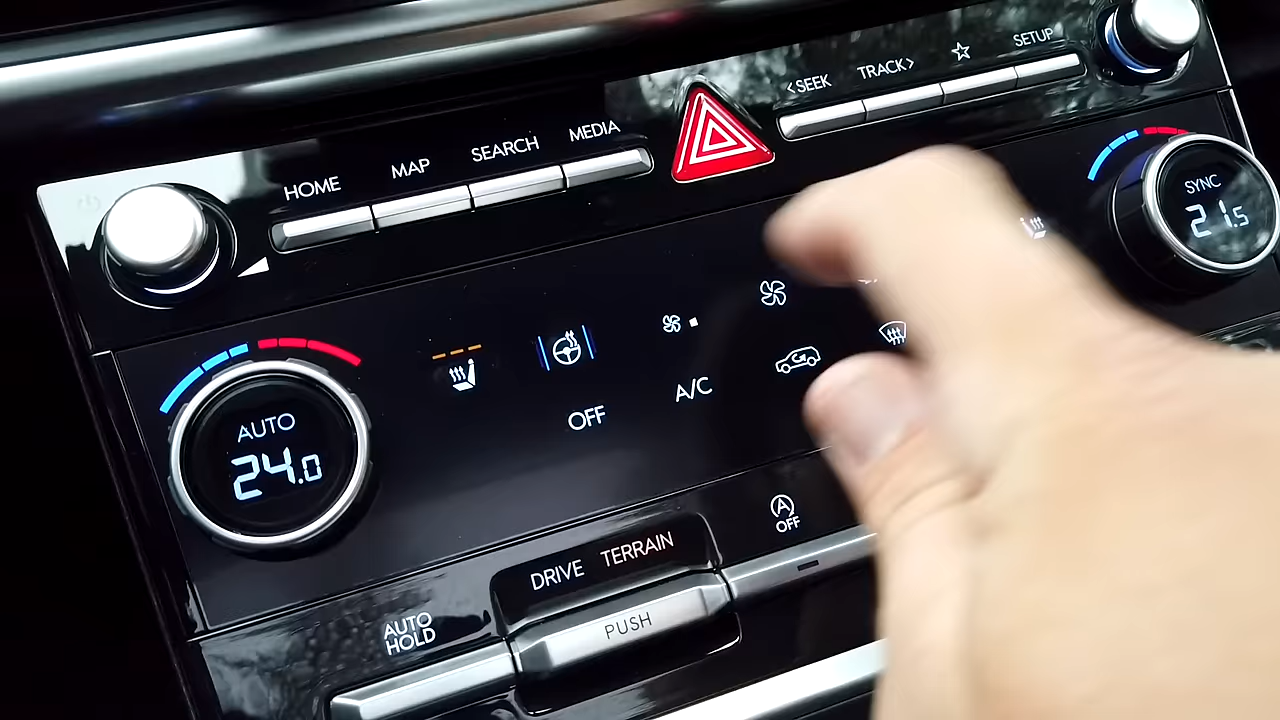 HOME
MAP
SEARCH
MEDIA
<SEEK
TRACK>
SETUP
SYNC
21.5
AUTO
24.0
OFF
A/C
A
OFF
DRIVE TERRAIN
PUSH
AUTO
HOLD